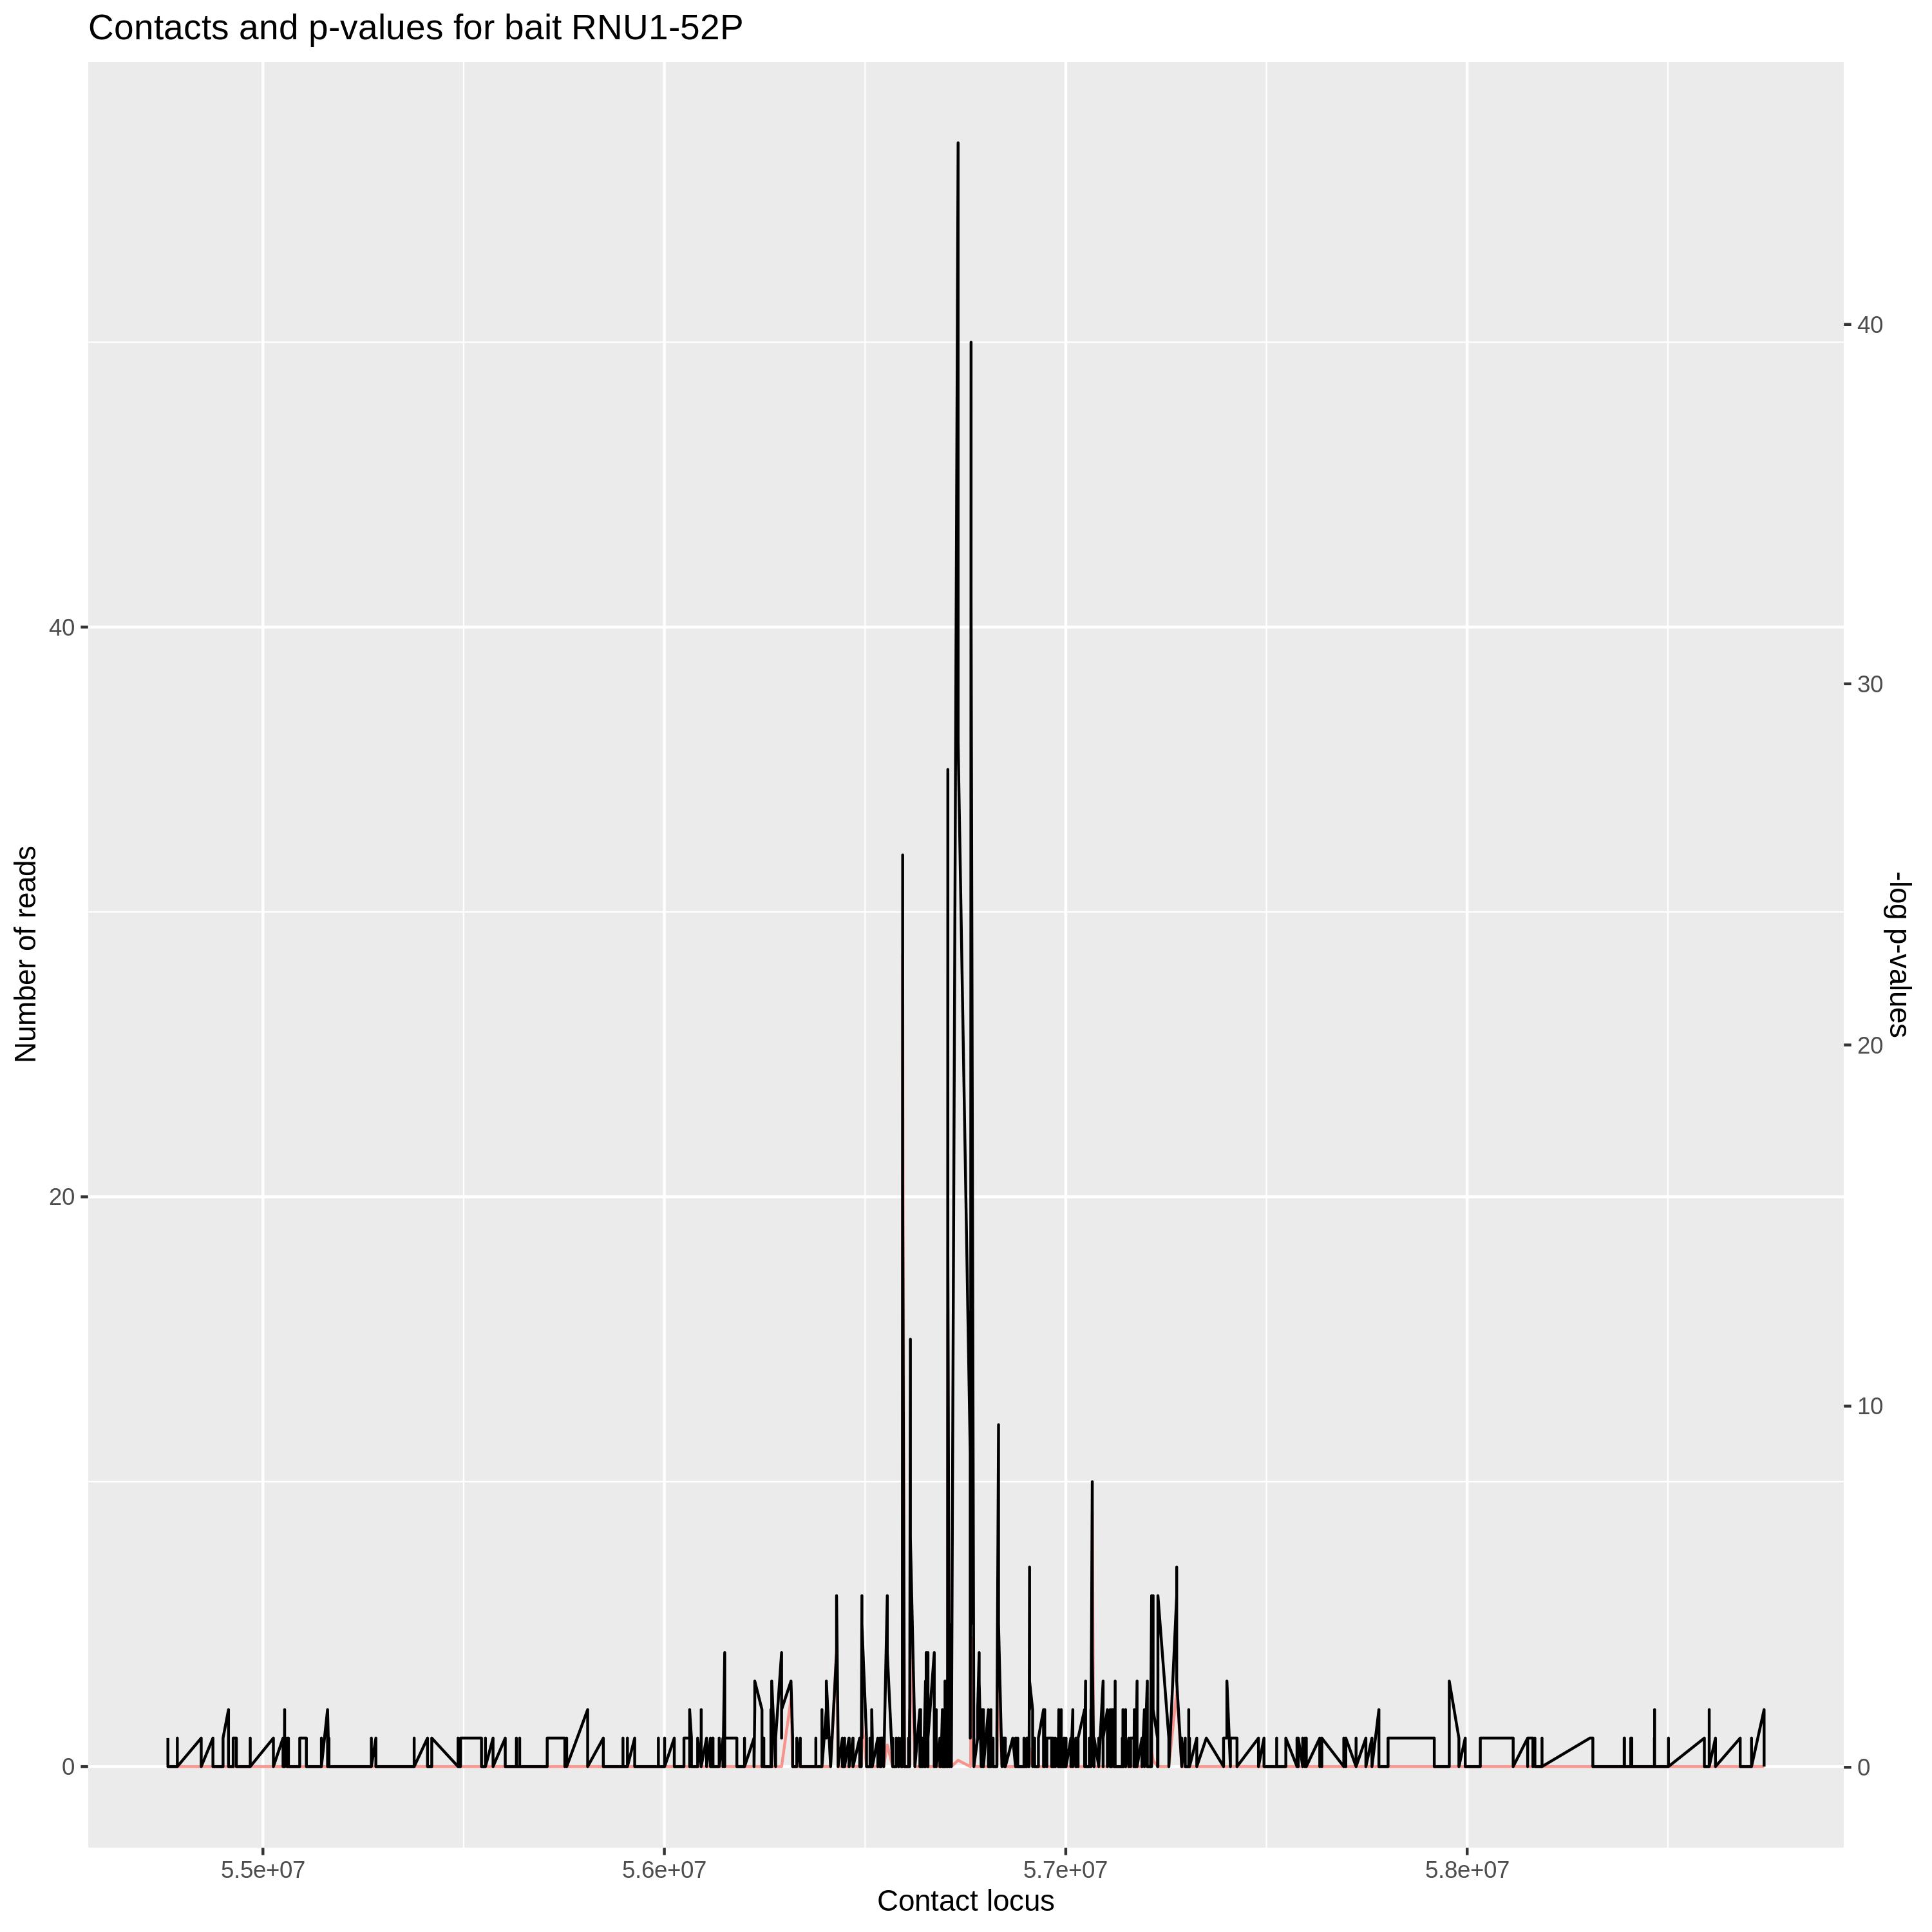 Contacts and p-values for bait RNU1-52P
Number of reads
40
20
0
40
30
20
10
0
-log p-values
5.5e+07
5.6e+07
5.7e+07
5.8e+07
Contact locus